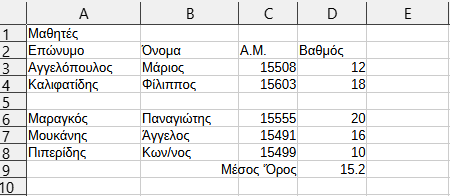 A B C D E
1 Μαθητές
2 Επώνυμο Όνομα Α.Μ. Βαθμός
3 Αγγελόπουλος Μάριος 15508 12
4 Καλιφατίδης Φίλιππος 15603 18
5
6 Μαραγκός Παναγιώτης 15555 20
7 Μουκάνης Άγγελος 15491 16
8 Πιπερίδης Κων/νος 15499 10
9 Μέσος Όρος 15.2
10